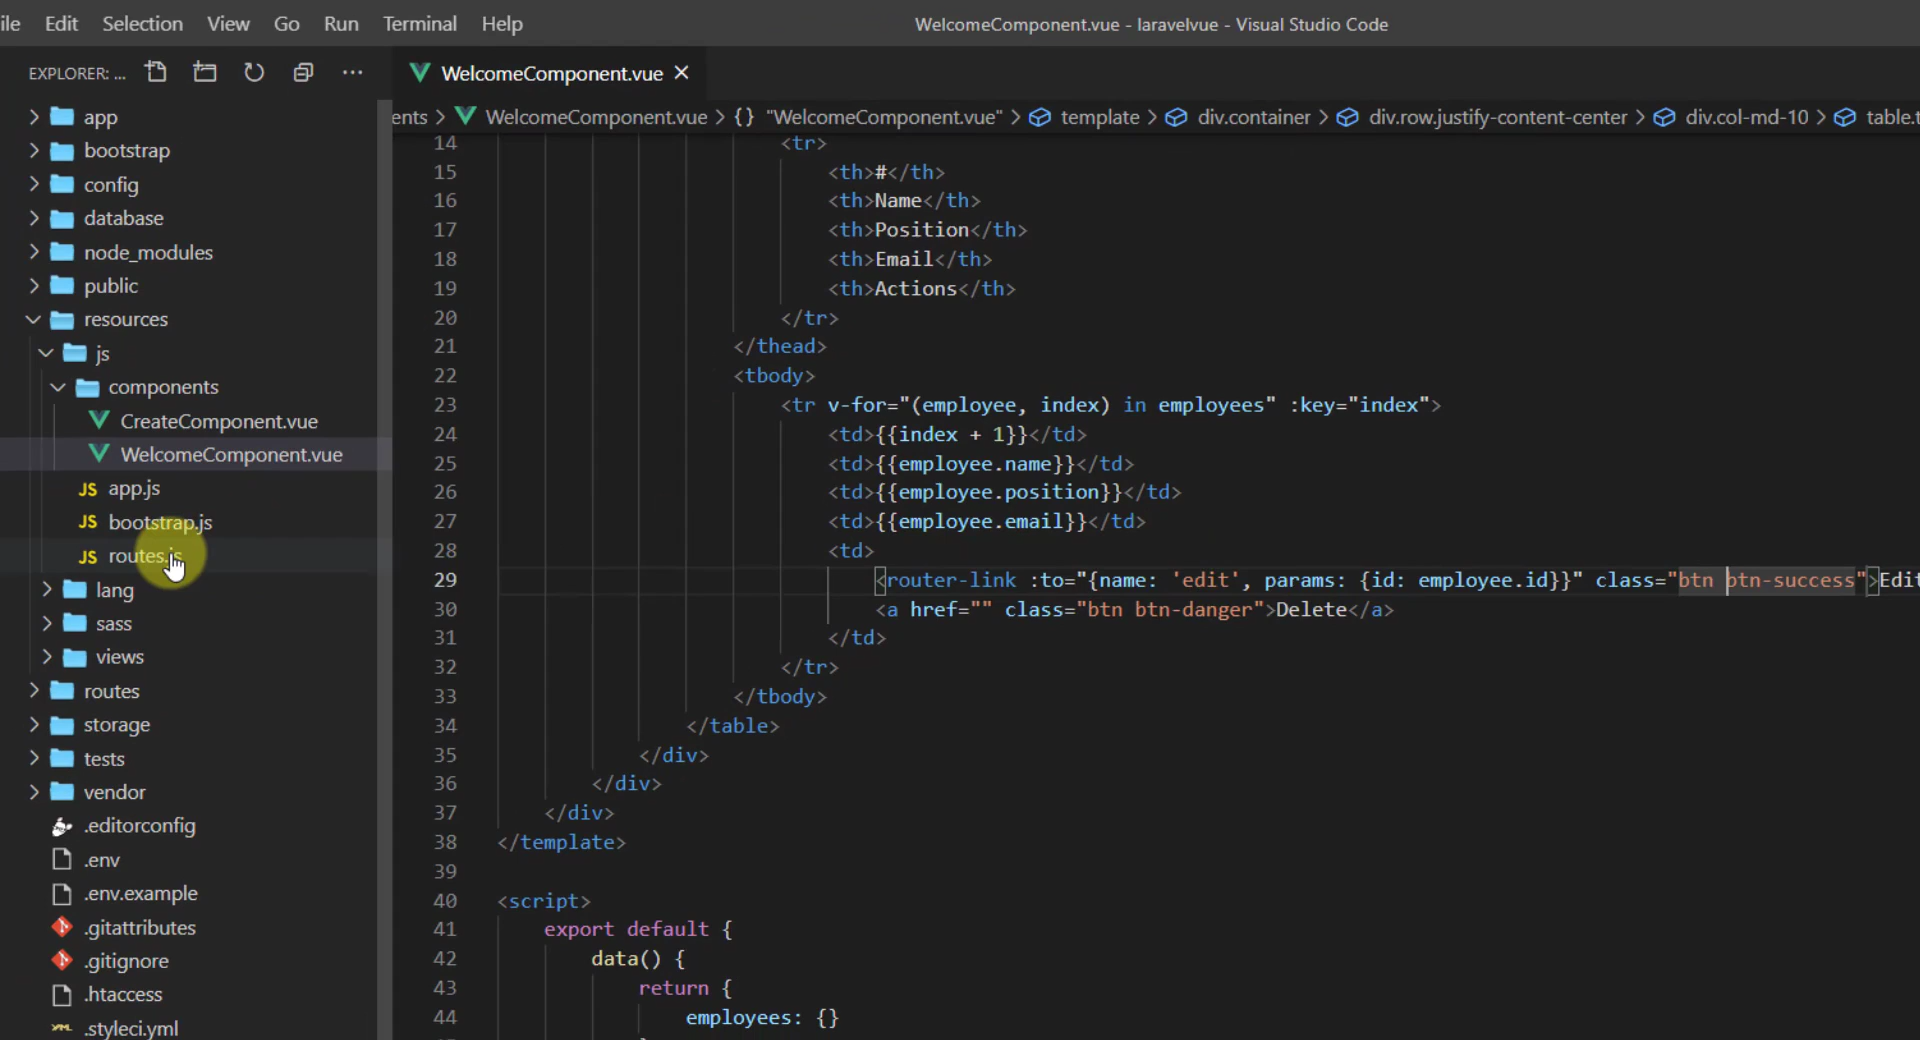 ile Edit Selection View Go Run Terminal Help WelcomeComponent.vue - laravelvue - Visual Studio Code
EXPLORER: ...
WelcomeComponent.vue
ents > WelcomeComponent.vue > {} "WelcomeComponent.vue" > template > div.container > div.row.justify-content-center > div.col-md-10 > table.t
app
bootstrap
config
database
node_modules
public
resources
js
components
CreateComponent.vue
WelcomeComponent.vue
JS app.js
JS bootstrap.js
JS routes.js
lang
sass
views
routes
storage
tests
vendor
.editorconfig
.env
.env.example
.gitattributes
.gitignore
.htaccess
.styleci.yml
14 <tr>
15 <th>#</th>
16 <th>Name</th>
17 <th>Position</th>
18 <th>Email</th>
19 <th>Actions</th>
20 </tr>
21 </thead>
22 <tbody>
23 <tr v-for="(employee, index) in employees" :key="index">
24 <td>{{index + 1}}</td>
25 <td>{{employee.name}}</td>
26 <td>{{employee.position}}</td>
27 <td>{{employee.email}}</td>
28 <td>
29 <router-link :to="{name: 'edit', params: {id: employee.id}}" class="btn btn-success">Edit
30 <a href="" class="btn btn-danger">Delete</a>
31 </td>
32 </tr>
33 </tbody>
34 </table>
35 </div>
36 </div>
37 </div>
38 </template>
39
40 <script>
41 export default {
42 data() {
43 return {
44 employees: {}